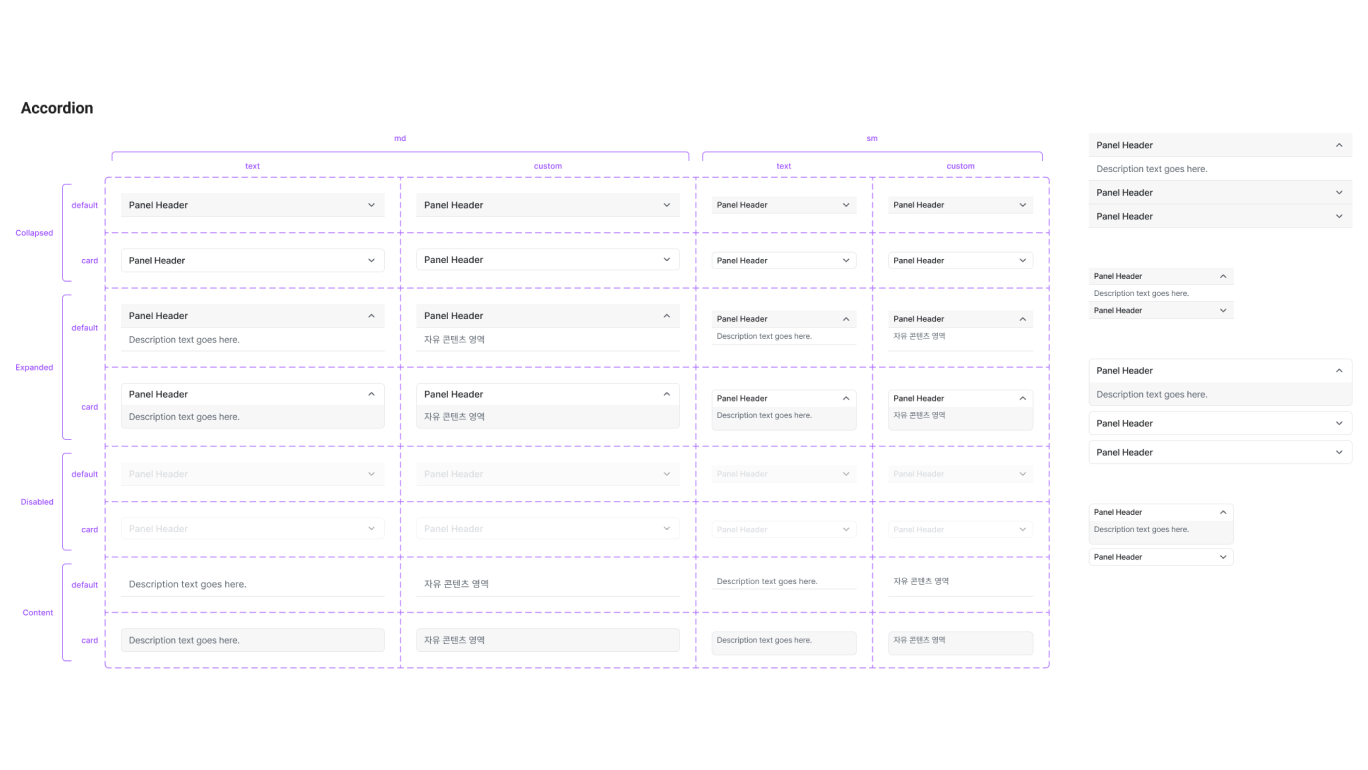 Accordion
md
sm
text
custom
text
custom
Collapsed
default
Panel Header
Panel Header
Panel Header
Panel Header
card
Panel Header
Panel Header
Panel Header
Panel Header
Expanded
default
Panel Header
Description text goes here.
Panel Header
자유 콘텐츠 영역
Panel Header
Description text goes here.
Panel Header
자유 콘텐츠 영역
card
Panel Header
Description text goes here.
Panel Header
자유 콘텐츠 영역
Panel Header
Description text goes here.
Panel Header
자유 콘텐츠 영역
Disabled
default
Panel Header
Panel Header
Panel Header
Panel Header
card
Panel Header
Panel Header
Panel Header
Panel Header
Content
default
Description text goes here.
자유 콘텐츠 영역
Description text goes here.
자유 콘텐츠 영역
card
Description text goes here.
자유 콘텐츠 영역
Description text goes here.
자유 콘텐츠 영역
Panel Header
Description text goes here.
Panel Header
Panel Header
Panel Header
Description text goes here.
Panel Header
Panel Header
Description text goes here.
Panel Header
Panel Header
Panel Header
Description text goes here.
Panel Header